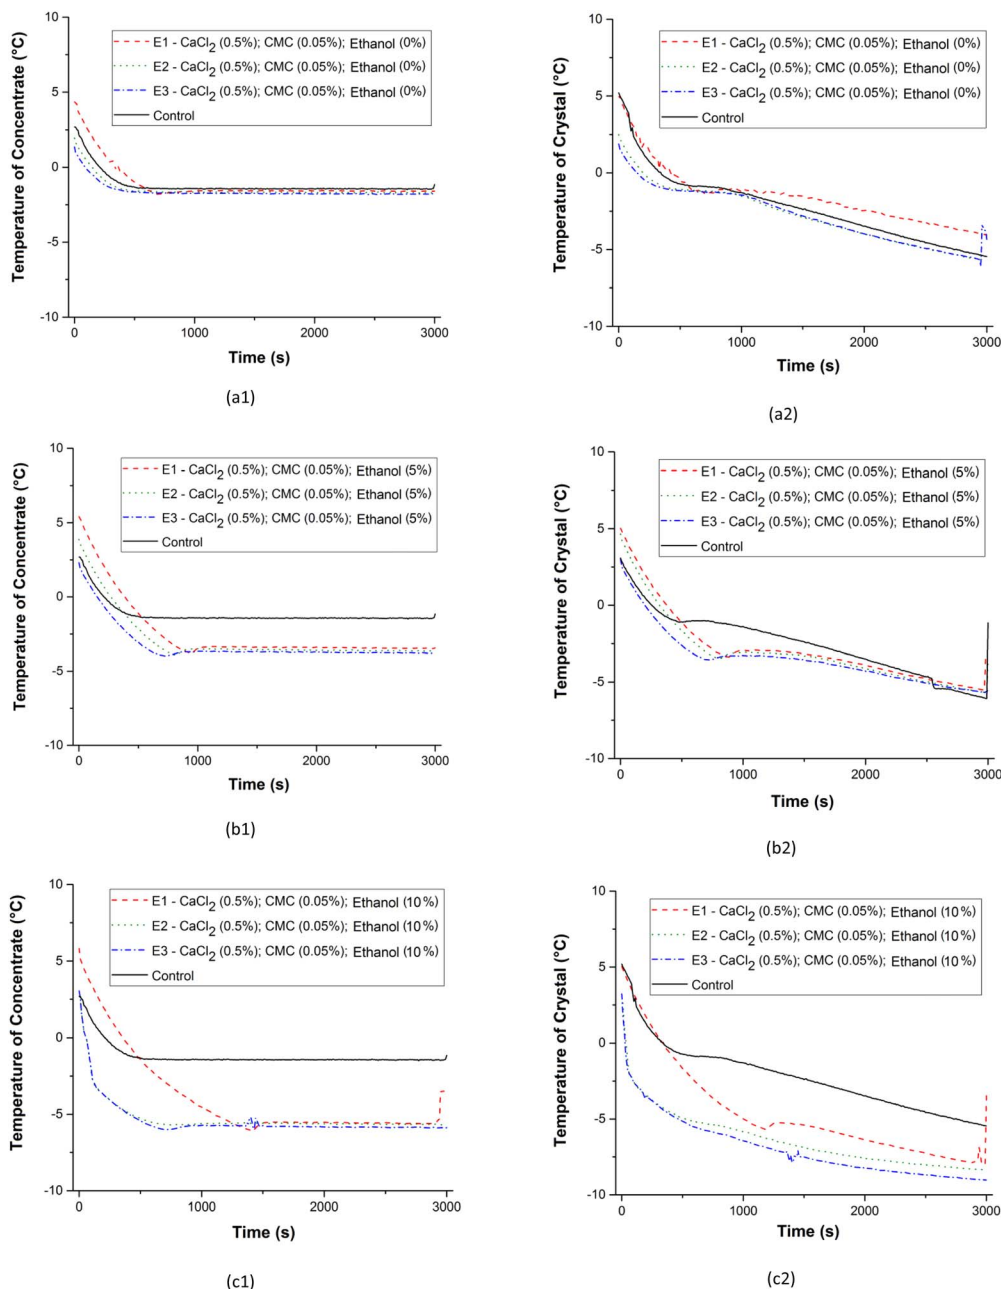 Temperature of Concentrate (°C)
10
5
0
-5
-10
E1 - CaCl2 (0.5%); CMC (0.05%); Ethanol (0%)
E2 - CaCl2 (0.5%); CMC (0.05%); Ethanol (0%)
E3 - CaCl2 (0.5%); CMC (0.05%); Ethanol (0%)
Control
0 1000 2000 3000
Time (s)
(a1)
Temperature of Crystal (°C)
10
5
0
-5
-10
E1 - CaCl2 (0.5%); CMC (0.05%); Ethanol (0%)
E2 - CaCl2 (0.5%); CMC (0.05%); Ethanol (0%)
E3 - CaCl2 (0.5%); CMC (0.05%); Ethanol (0%)
Control
0 1000 2000 3000
Time (s)
(a2)
Temperature of Concentrate (°C)
10
5
0
-5
-10
E1 - CaCl2 (0.5%); CMC (0.05%); Ethanol (5%)
E2 - CaCl2 (0.5%); CMC (0.05%); Ethanol (5%)
E3 - CaCl2 (0.5%); CMC (0.05%); Ethanol (5%)
Control
0 1000 2000 3000
Time (s)
(b1)
Temperature of Crystal (°C)
10
5
0
-5
-10
E1 - CaCl2 (0.5%); CMC (0.05%); Ethanol (5%)
E2 - CaCl2 (0.5%); CMC (0.05%); Ethanol (5%)
E3 - CaCl2 (0.5%); CMC (0.05%); Ethanol (5%)
Control
0 1000 2000 3000
Time (s)
(b2)
Temperature of Concentrate (°C)
10
5
0
-5
-10
E1 - CaCl2 (0.5%); CMC (0.05%); Ethanol (10%)
E2 - CaCl2 (0.5%); CMC (0.05%); Ethanol (10%)
E3 - CaCl2 (0.5%); CMC (0.05%); Ethanol (10%)
Control
0 1000 2000 3000
Time (s)
(c1)
Temperature of Crystal (°C)
10
5
0
-5
-10
E1 - CaCl2 (0.5%); CMC (0.05%); Ethanol (10%)
E2 - CaCl2 (0.5%); CMC (0.05%); Ethanol (10%)
E3 - CaCl2 (0.5%); CMC (0.05%); Ethanol (10%)
Control
0 1000 2000 3000
Time (s)
(c2)